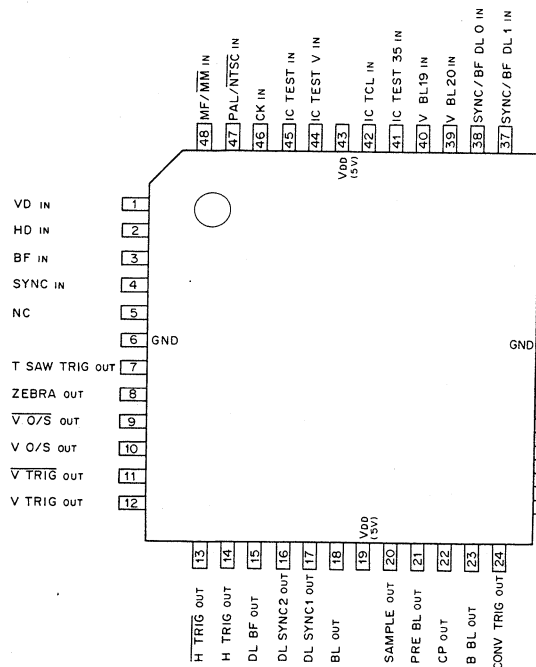 48 MF/M̅M̅ IN
47 PAL/N̅T̅S̅C̅ IN
46 CK IN
45 IC TEST IN
44 IC TEST V IN
43 VDD (5V)
42 IC TCL IN
41 IC TEST 35 IN
40 V BL19 IN
39 V BL20 IN
38 SYNC/BF DL 0 IN
37 SYNC/BF DL 1 IN
VD IN 1
HD IN 2
BF IN 3
SYNC IN 4
NC 5
6 GND
GND
T SAW TRIG OUT 7
ZEBRA OUT 8
V̅ ̅O̅/̅S̅ OUT 9
V O/S OUT 10
V̅ ̅T̅R̅I̅G̅ OUT 11
V TRIG OUT 12
H̅ ̅T̅R̅I̅G̅ OUT 13
H TRIG OUT 14
DL BF OUT 15
DL SYNC2 OUT 16
DL SYNC1 OUT 17
BL OUT 18
VDD (5V) 19
SAMPLE OUT 20
PRE BL OUT 21
CP OUT 22
B BL OUT 23
CONV TRIG OUT 24